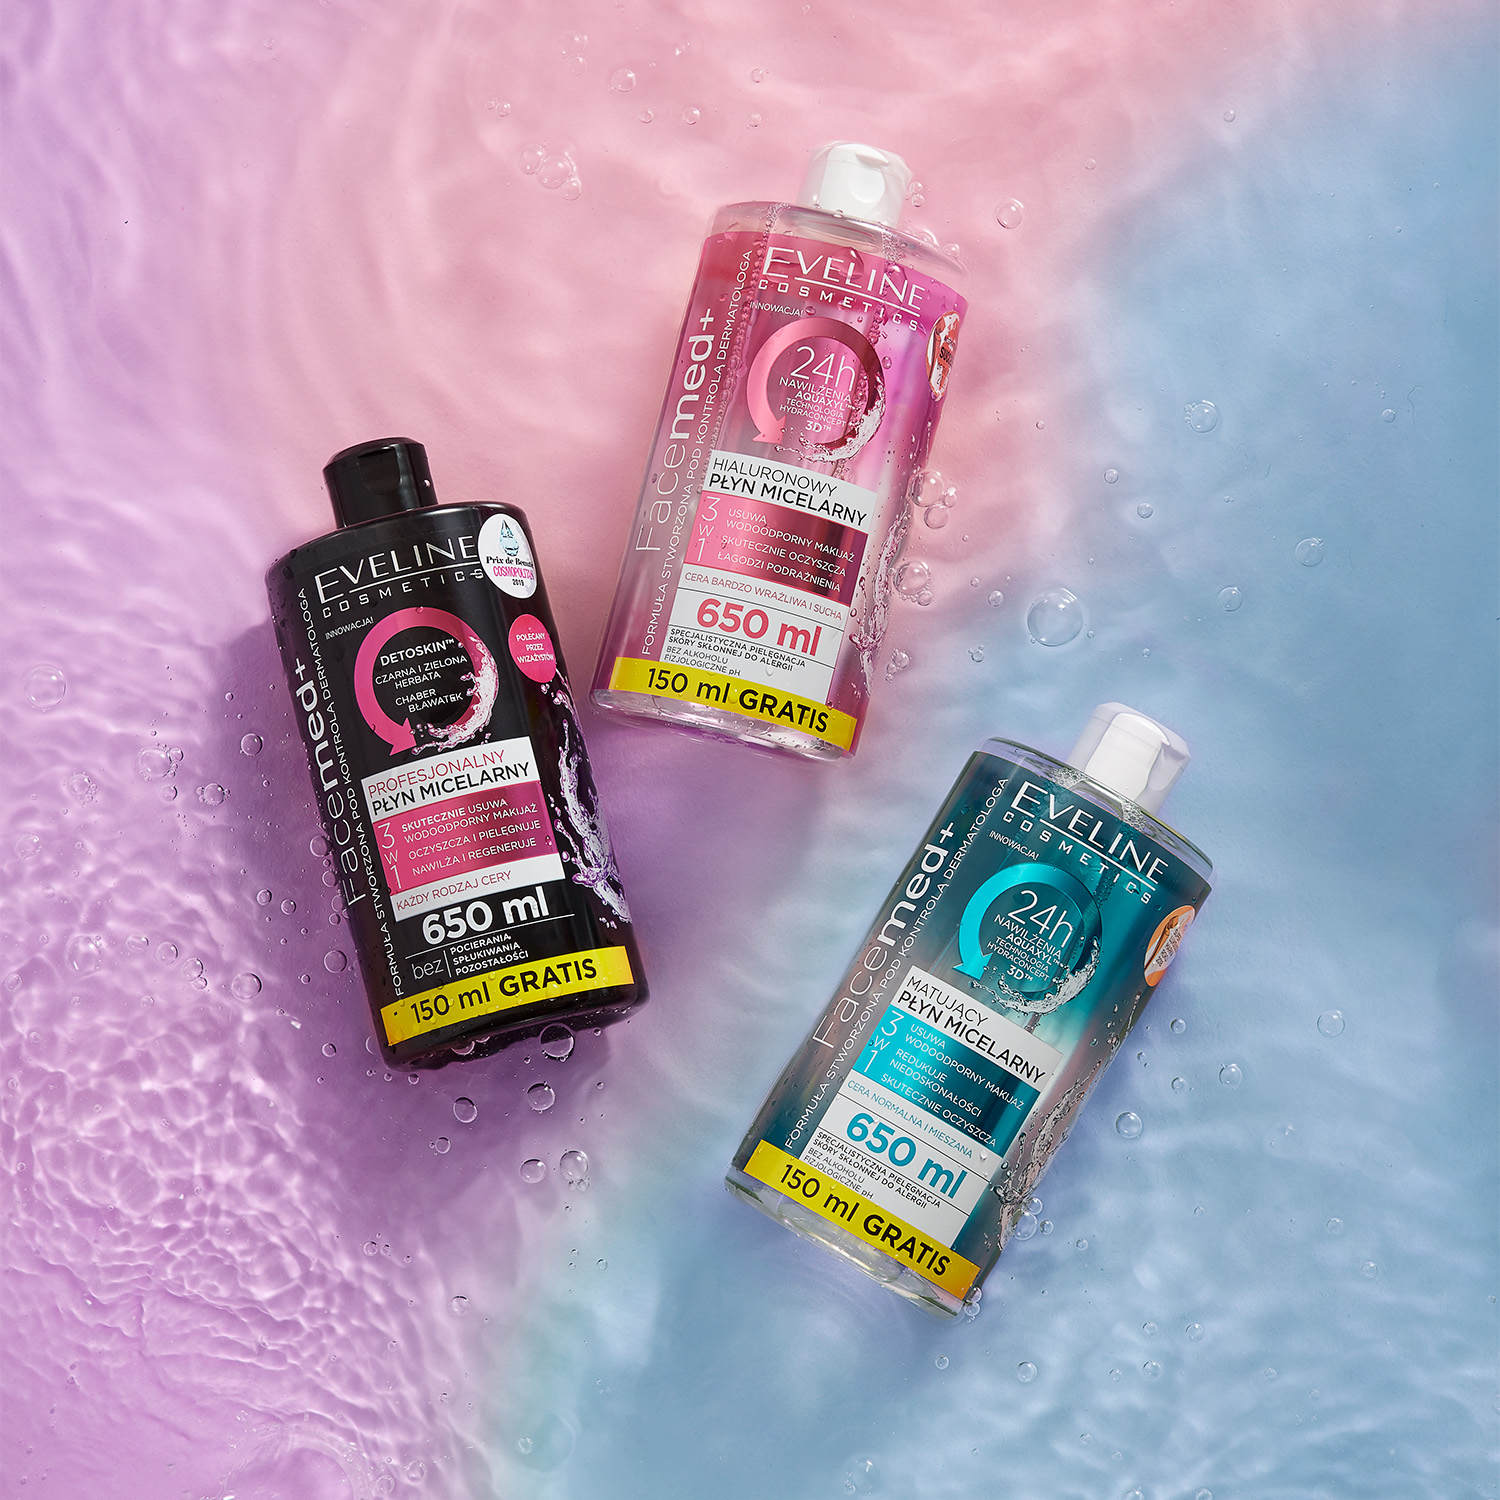 EVELINE
COSMETICS
INNOWACJA!
Facemed+
FORMUŁA STWORZONA POD KONTROLĄ DERMATOLOGA
24h
NAWILŻENIA
AQUAXYL™
TECHNOLOGIA
HYDRACONCEPT
3D™
HIALURONOWY
PŁYN MICELARNY
3 W 1
USUWA
WODOODPORNY MAKIJAŻ
SKUTECZNIE OCZYSZCZA
ŁAGODZI PODRAŻNIENIA
CERA BARDZO WRAŻLIWA I SUCHA
650 ml
SPECJALISTYCZNA PIELĘGNACJA
SKÓRY SKŁONNEJ DO ALERGII
BEZ ALKOHOLU
FIZJOLOGICZNE pH
150 ml GRATIS
EVELINE
COSMETICS
Prix de Beauté
COSMOPOLITAN
2019
INNOWACJA!
Facemed+
FORMUŁA STWORZONA POD KONTROLĄ DERMATOLOGA
DETOSKIN™
CZARNA I ZIELONA
HERBATA
CHABER
BŁAWATEK
POLECANY
PRZEZ
WIZAŻYSTÓW
PROFESJONALNY
PŁYN MICELARNY
3 W 1
SKUTECZNIE USUWA
WODOODPORNY MAKIJAŻ
OCZYSZCZA I PIELĘGNUJE
NAWILŻA I REGENERUJE
KAŻDY RODZAJ CERY
650 ml
bez
POCIERANIA,
SPŁUKIWANIA
POZOSTAŁOŚCI
150 ml GRATIS
EVELINE
COSMETICS
INNOWACJA!
Facemed+
FORMUŁA STWORZONA POD KONTROLĄ DERMATOLOGA
24h
NAWILŻENIA
AQUAXYL™
TECHNOLOGIA
HYDRACONCEPT
3D™
MATUJĄCY
PŁYN MICELARNY
3 W 1
USUWA
WODOODPORNY MAKIJAŻ
REDUKUJE
NIEDOSKONAŁOŚCI
SKUTECZNIE OCZYSZCZA
CERA NORMALNA I MIESZANA
650 ml
SPECJALISTYCZNA PIELĘGNACJA
SKÓRY SKŁONNEJ DO ALERGII
BEZ ALKOHOLU
FIZJOLOGICZNE pH
150 ml GRATIS